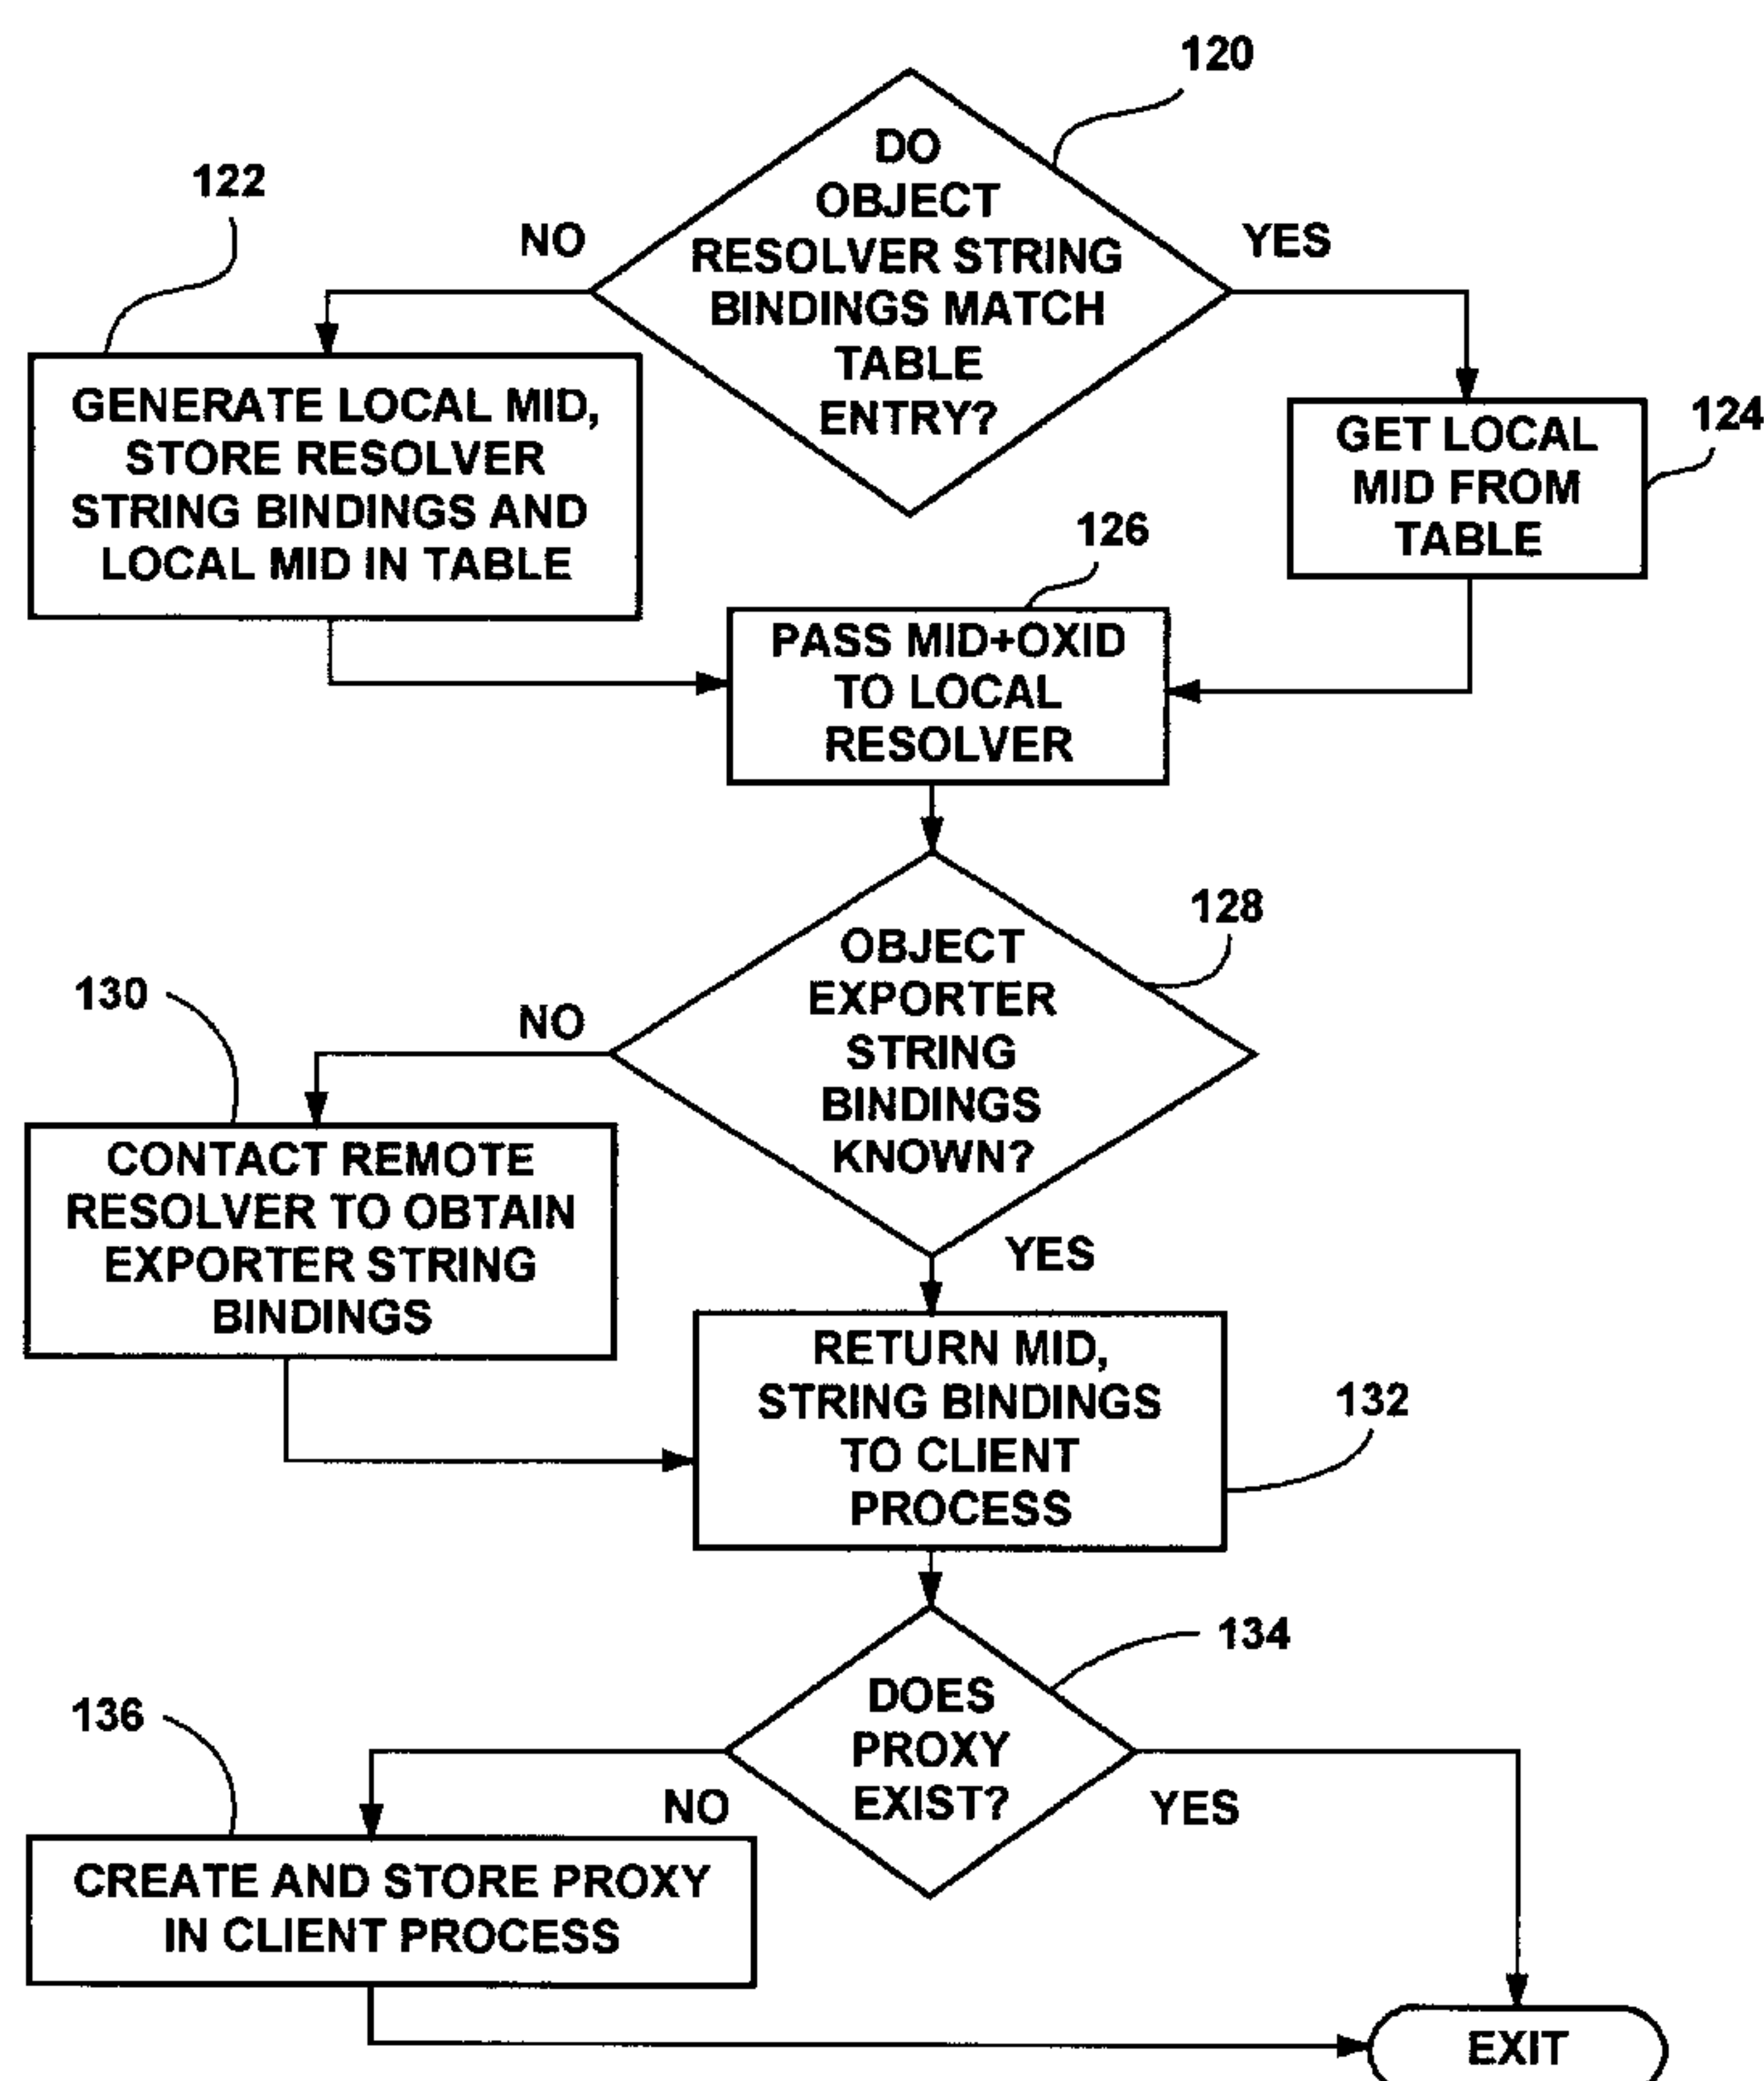 120
DO
OBJECT
RESOLVER STRING
BINDINGS MATCH
TABLE
ENTRY?
NO
YES
122
GENERATE LOCAL MID,
STORE RESOLVER
STRING BINDINGS AND
LOCAL MID IN TABLE
124
GET LOCAL
MID FROM
TABLE
126
PASS MID+OXID
TO LOCAL
RESOLVER
128
OBJECT
EXPORTER
STRING
BINDINGS
KNOWN?
NO
YES
130
CONTACT REMOTE
RESOLVER TO OBTAIN
EXPORTER STRING
BINDINGS
132
RETURN MID,
STRING BINDINGS
TO CLIENT
PROCESS
134
DOES
PROXY
EXIST?
NO
YES
136
CREATE AND STORE PROXY
IN CLIENT PROCESS
EXIT